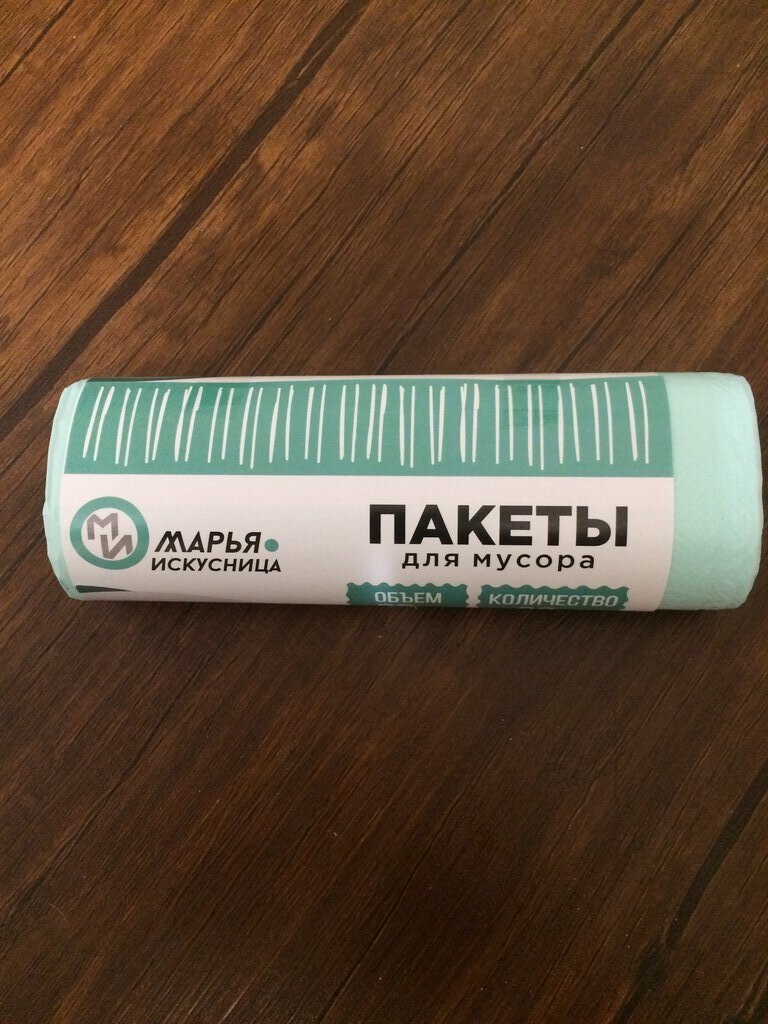 МИ
МАРЬЯ
ИСКУСНИЦА
ПАКЕТЫ
для мусора
ОБЪЕМ
КОЛИЧЕСТВО